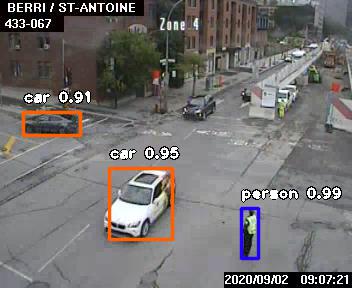 BERRI / ST-ANTOINE
433-067
Zone 4
car 0.91
car 0.95
person 0.99
2020/09/02 09:07:21